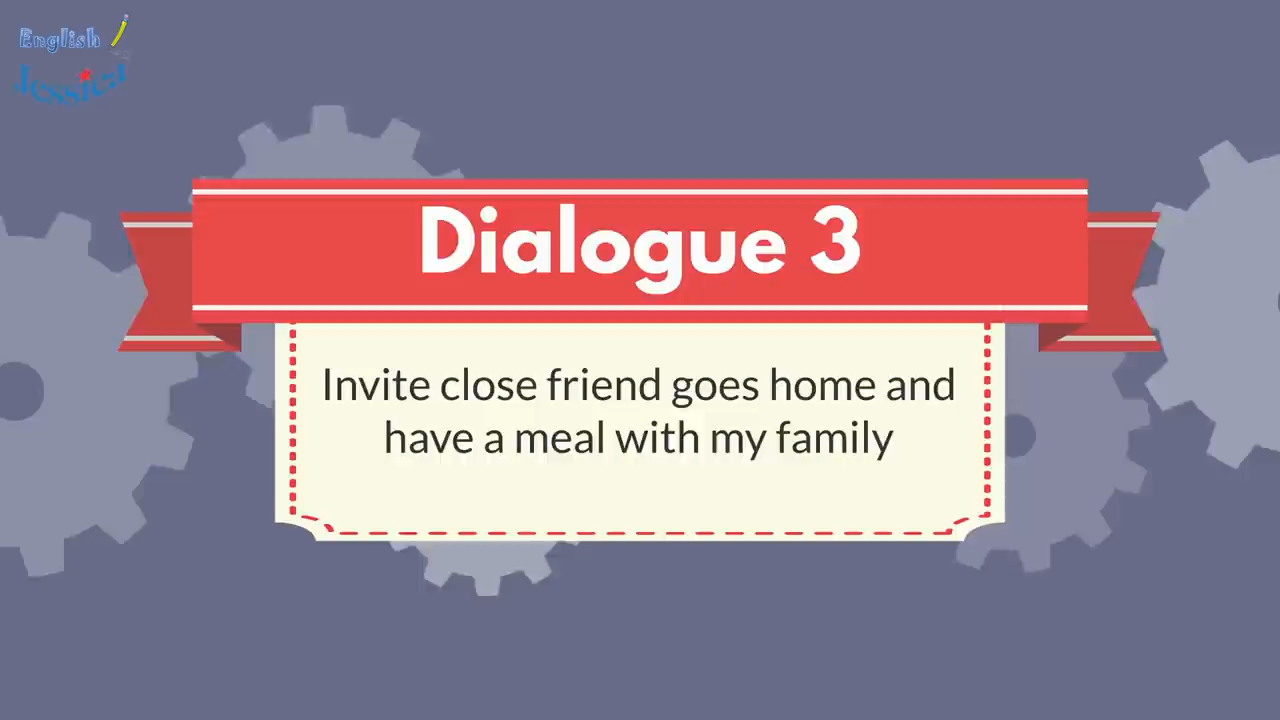 English
Jessica
Dialogue 3
Invite close friend goes home and
have a meal with my family